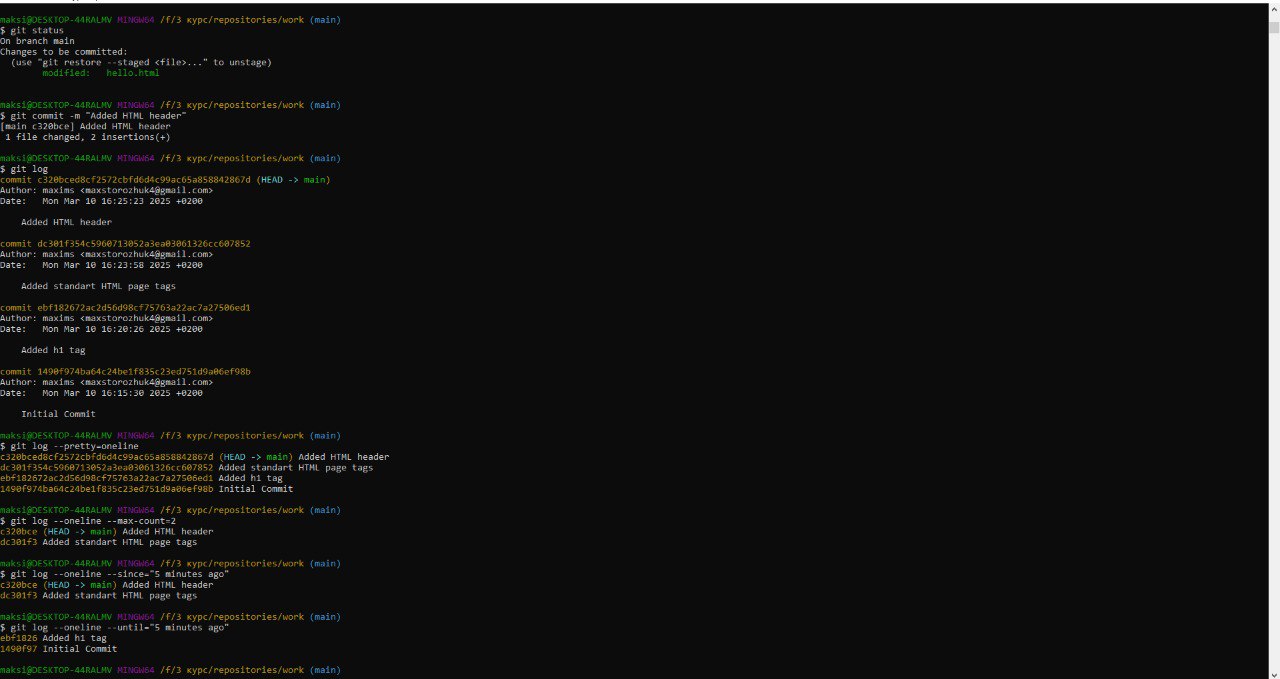 maksi@DESKTOP-44RALMV MINGW64 /f/3 курс/repositories/work (main)
$ git status
On branch main
Changes to be committed:
  (use "git restore --staged <file>..." to unstage)
        modified:   hello.html
maksi@DESKTOP-44RALMV MINGW64 /f/3 курс/repositories/work (main)
$ git commit -m "Added HTML header"
[main c320bce] Added HTML header
 1 file changed, 2 insertions(+)
maksi@DESKTOP-44RALMV MINGW64 /f/3 курс/repositories/work (main)
$ git log
commit c320bced8cf2572cbfd6d4c99ac65a858842867d (HEAD -> main)
Author: maxims <maxstorozhuk4@gmail.com>
Date:   Mon Mar 10 16:25:23 2025 +0200
    Added HTML header
commit dc301f354c5960713052a3ea03061326cc607852
Author: maxims <maxstorozhuk4@gmail.com>
Date:   Mon Mar 10 16:23:58 2025 +0200
    Added standart HTML page tags
commit ebf182672ac2d56d98cf75763a22ac7a27506ed1
Author: maxims <maxstorozhuk4@gmail.com>
Date:   Mon Mar 10 16:20:26 2025 +0200
    Added h1 tag
commit 1490f974ba64c24be1f835c23ed751d9a06ef98b
Author: maxims <maxstorozhuk4@gmail.com>
Date:   Mon Mar 10 16:15:30 2025 +0200
    Initial Commit
maksi@DESKTOP-44RALMV MINGW64 /f/3 курс/repositories/work (main)
$ git log --pretty=oneline
c320bced8cf2572cbfd6d4c99ac65a858842867d (HEAD -> main) Added HTML header
dc301f354c5960713052a3ea03061326cc607852 Added standart HTML page tags
ebf182672ac2d56d98cf75763a22ac7a27506ed1 Added h1 tag
1490f974ba64c24be1f835c23ed751d9a06ef98b Initial Commit
maksi@DESKTOP-44RALMV MINGW64 /f/3 курс/repositories/work (main)
$ git log --oneline --max-count=2
c320bce (HEAD -> main) Added HTML header
dc301f3 Added standart HTML page tags
maksi@DESKTOP-44RALMV MINGW64 /f/3 курс/repositories/work (main)
$ git log --oneline --since="5 minutes ago"
c320bce (HEAD -> main) Added HTML header
dc301f3 Added standart HTML page tags
maksi@DESKTOP-44RALMV MINGW64 /f/3 курс/repositories/work (main)
$ git log --oneline --until="5 minutes ago"
ebf1826 Added h1 tag
1490f97 Initial Commit
maksi@DESKTOP-44RALMV MINGW64 /f/3 курс/repositories/work (main)